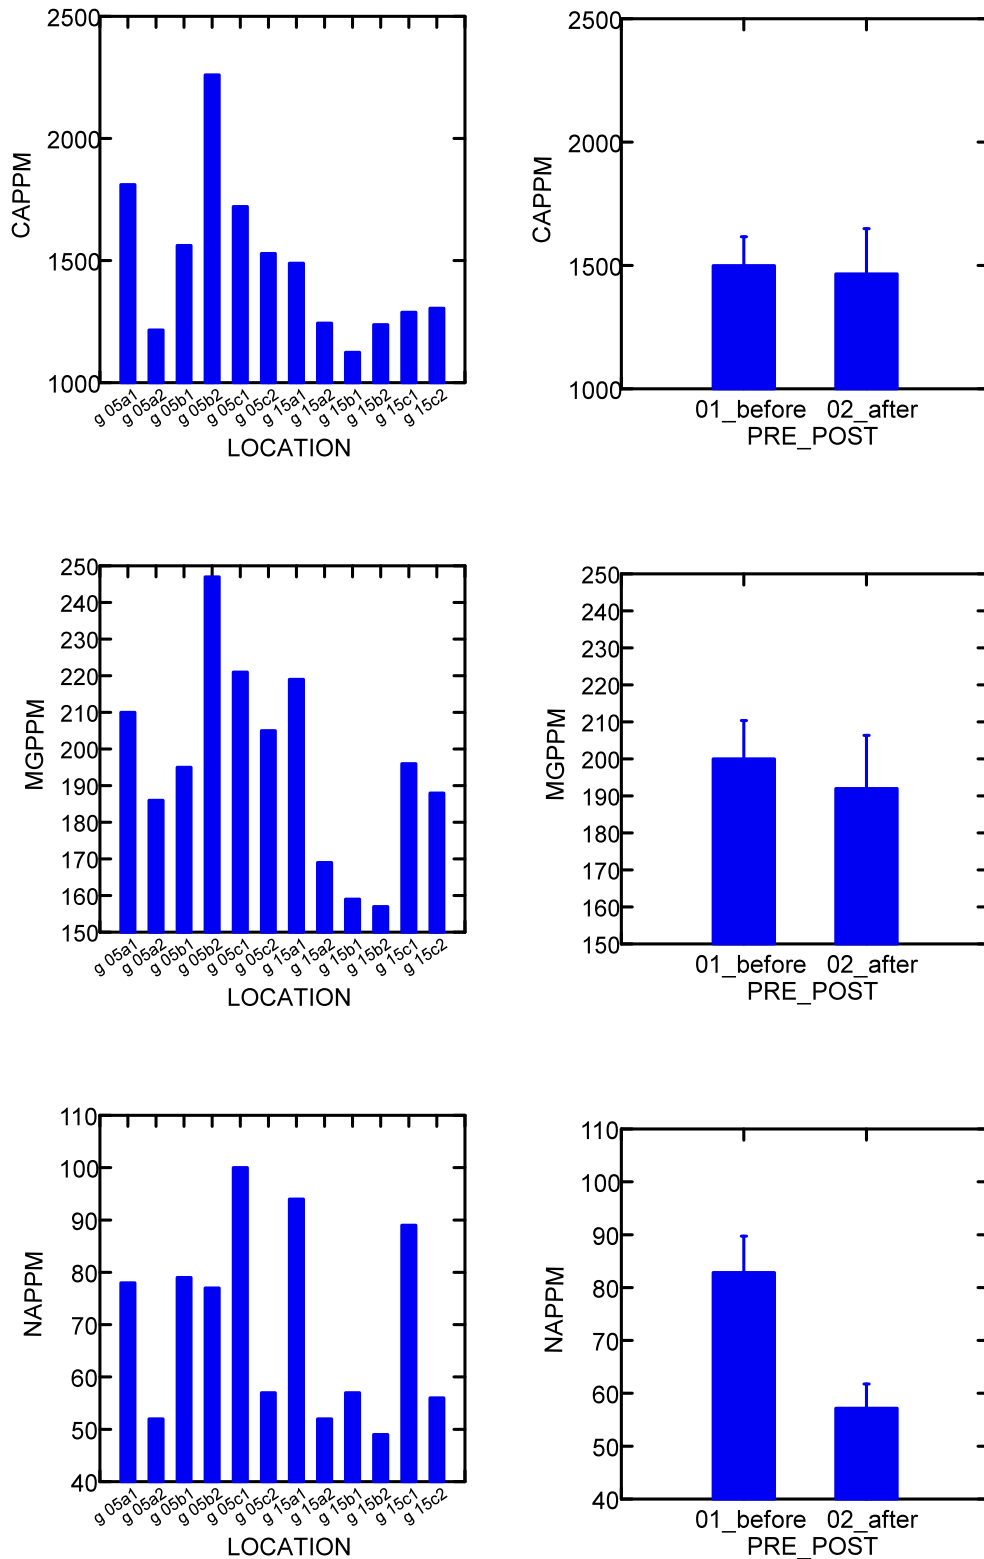 2500
2000
1500
1000
CAPPM
g 05a1
g 05a2
g 05b1
g 05b2
g 05c1
g 05c2
g 15a1
g 15a2
g 15b1
g 15b2
g 15c1
g 15c2
LOCATION
2500
2000
1500
1000
CAPPM
01_before 02_after
PRE_POST
250
240
230
220
210
200
190
180
170
160
150
MGPPM
g 05a1
g 05a2
g 05b1
g 05b2
g 05c1
g 05c2
g 15a1
g 15a2
g 15b1
g 15b2
g 15c1
g 15c2
LOCATION
250
240
230
220
210
200
190
180
170
160
150
MGPPM
01_before 02_after
PRE_POST
110
100
90
80
70
60
50
40
NAPPM
g 05a1
g 05a2
g 05b1
g 05b2
g 05c1
g 05c2
g 15a1
g 15a2
g 15b1
g 15b2
g 15c1
g 15c2
LOCATION
110
100
90
80
70
60
50
40
NAPPM
01_before 02_after
PRE_POST